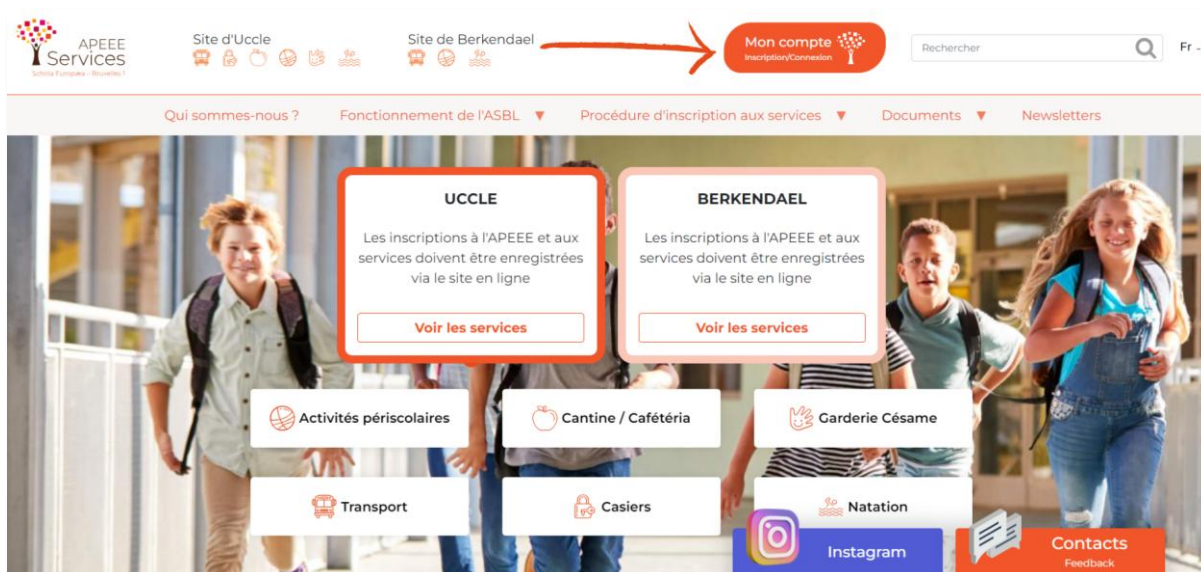 APEEE
Services
Schola Europaea - Bruxelles 1
Site d'Uccle
Site de Berkendael
Mon compte
Inscription/Connexion
Rechercher
Fr
Qui sommes-nous ?
Fonctionnement de l'ASBL ▼
Procédure d'inscription aux services ▼
Documents ▼
Newsletters
UCCLE
Les inscriptions à l'APEEE et aux
services doivent être enregistrées
via le site en ligne
Voir les services
BERKENDAEL
Les inscriptions à l'APEEE et aux
services doivent être enregistrées
via le site en ligne
Voir les services
Activités périscolaires
Cantine / Cafétéria
Garderie Césame
Transport
Casiers
Natation
Instagram
Contacts
Feedback